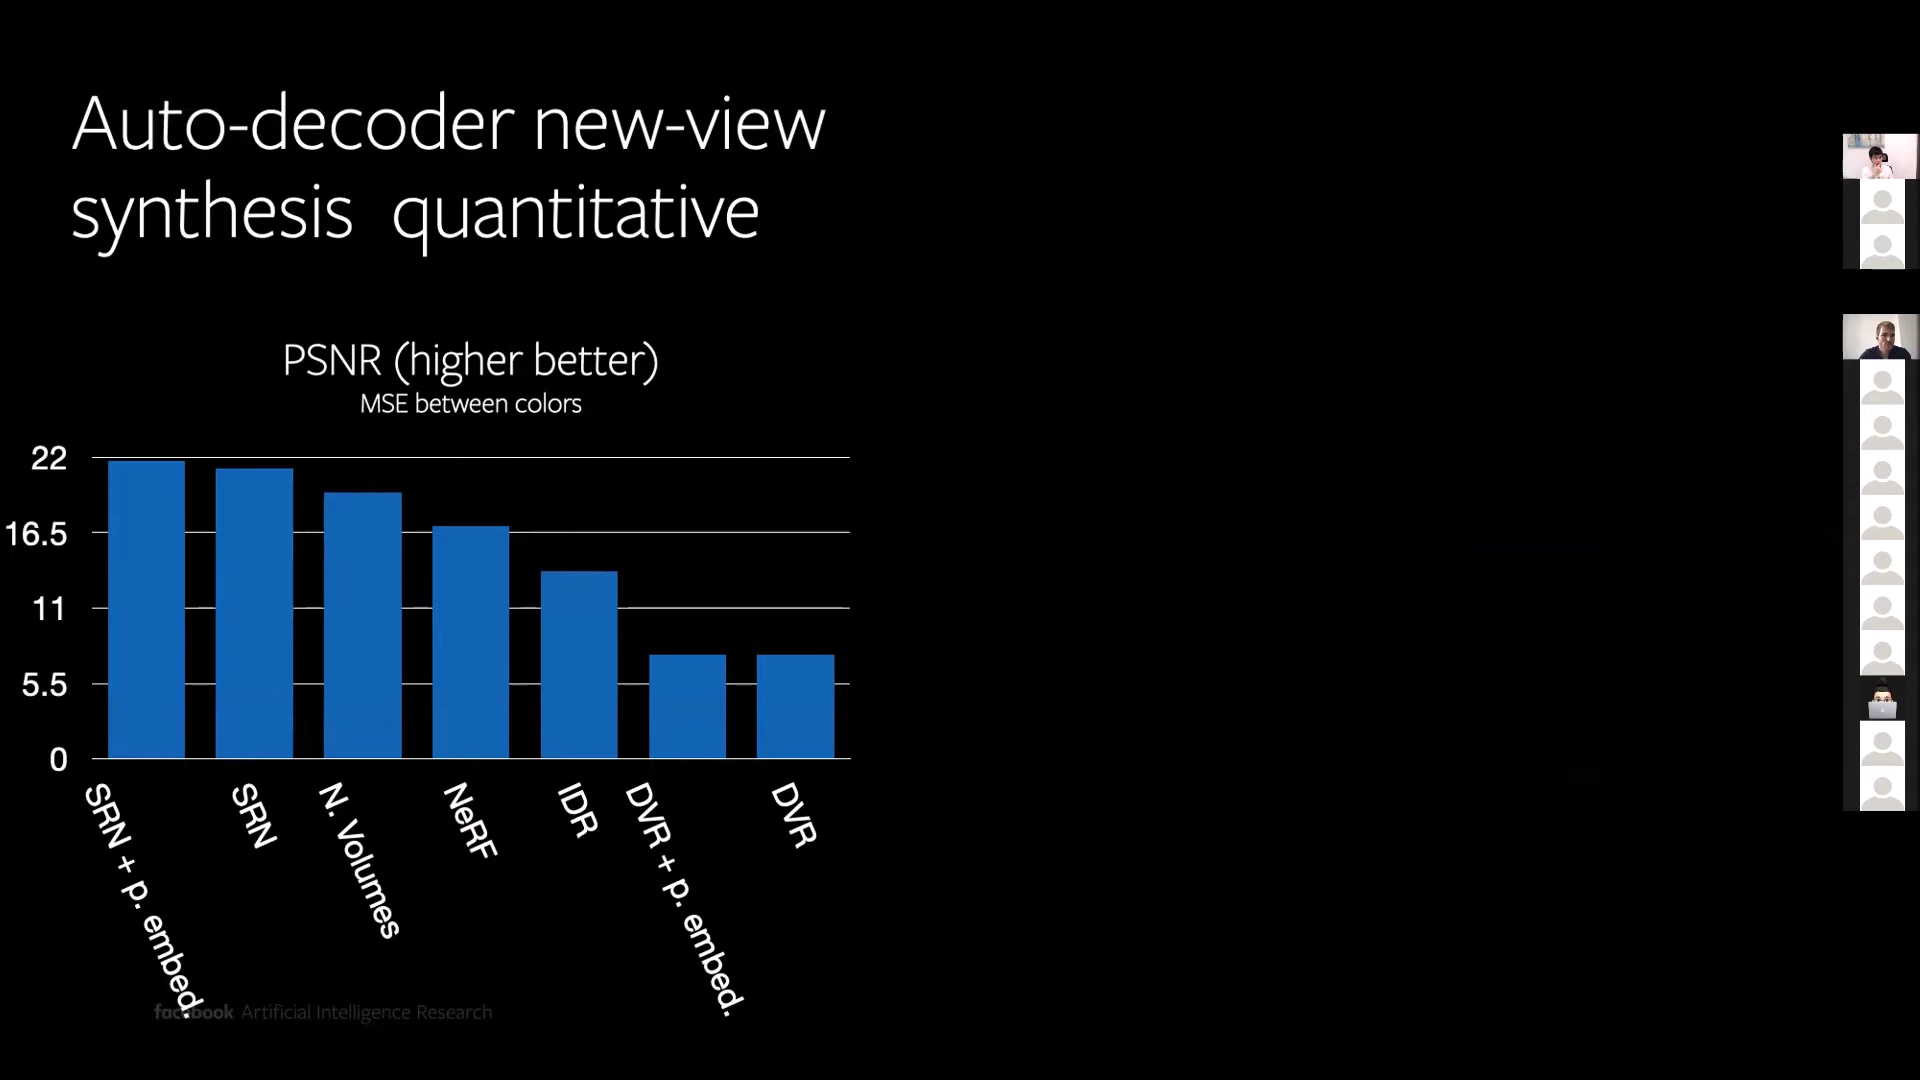 Auto-decoder new-view
synthesis quantitative
PSNR (higher better)
MSE between colors
22
16.5
11
5.5
0
SRN + p. embed.
SRN
N. Volumes
NeRF
IDR
DVR + p. embed.
DVR
facebook Artificial Intelligence Research